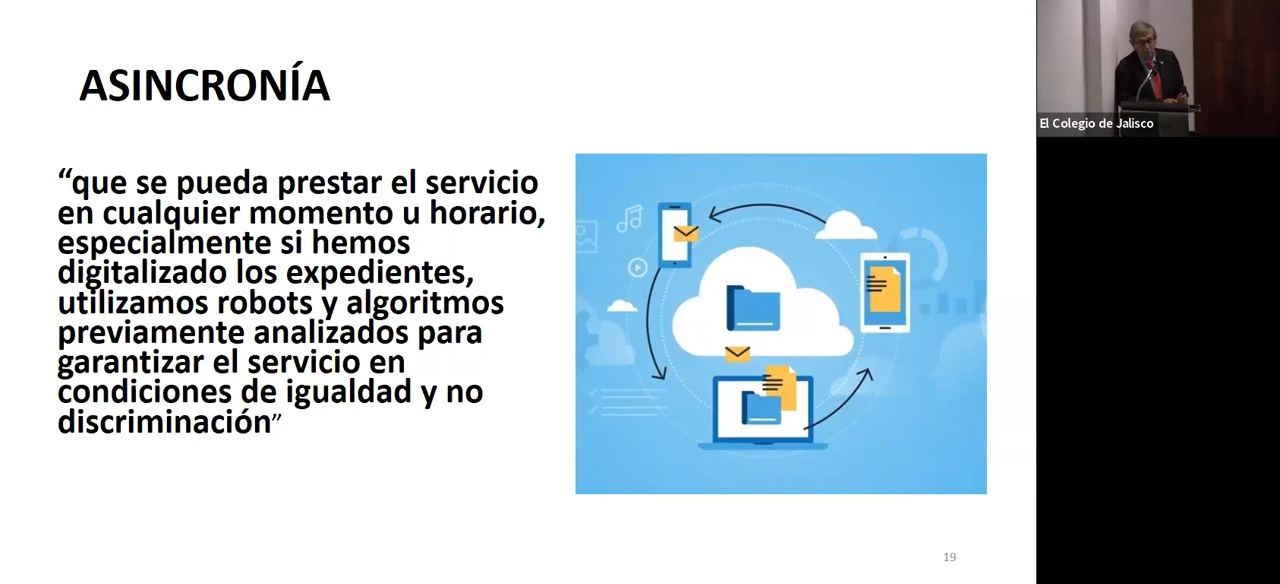 ASINCRONÍA
“que se pueda prestar el servicio
en cualquier momento u horario,
especialmente si hemos
digitalizado los expedientes,
utilizamos robots y algoritmos
previamente analizados para
garantizar el servicio en
condiciones de igualdad y no
discriminación”
19
El Colegio de Jalisco